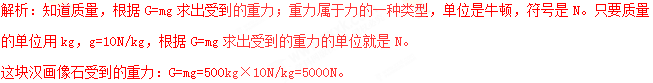 解析：知道质量，根据G=mg求出受到的重力；重力属于力的一种类型，单位是牛顿，符号是N。只要质量
的单位用kg，g=10N/kg，根据G=mg求出受到的重力的单位就是N。
这块汉画像石受到的重力：G=mg=500kg×10N/kg=5000N。